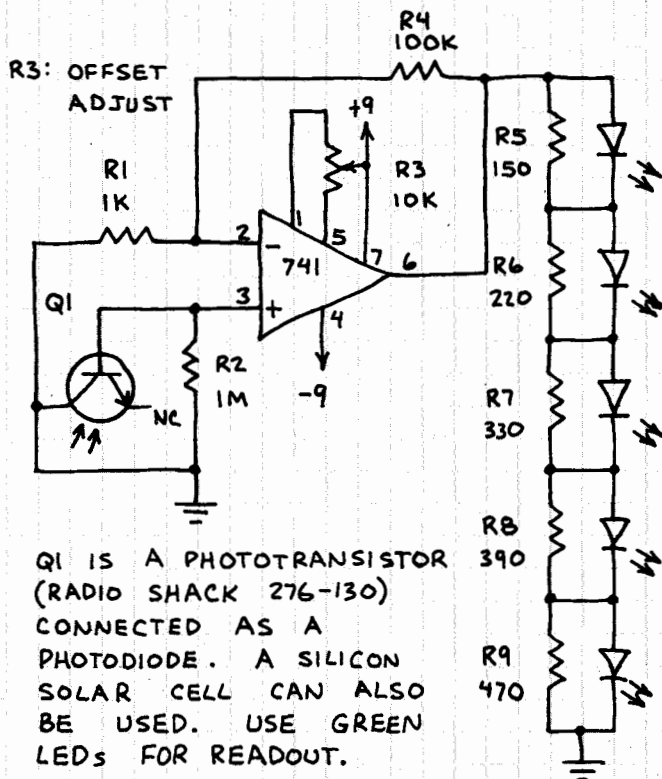 R4
100K
R3: OFFSET
ADJUST
+9
R1
1K
R3
10K
R5
150
1
5
7
2
-
741
6
R6
220
Q1
3
+
4
R2
1M
-9
NC
R7
330
R8
390
R9
470
Q1 IS A PHOTOTRANSISTOR
(RADIO SHACK 276-130)
CONNECTED AS A
PHOTODIODE. A SILICON
SOLAR CELL CAN ALSO
BE USED. USE GREEN
LEDs FOR READOUT.